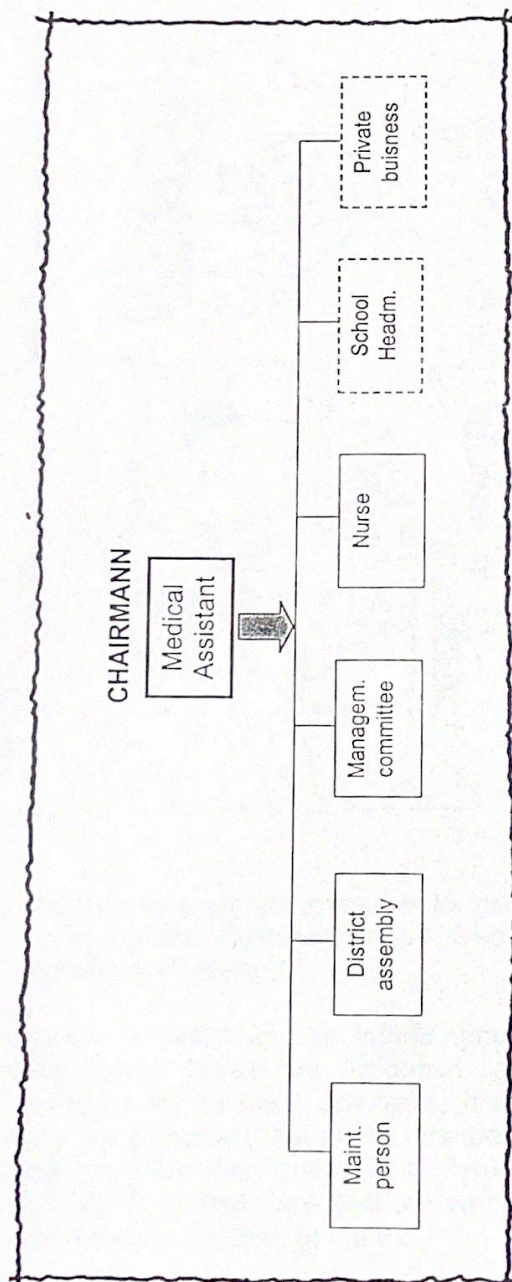 CHAIRMANN
Medical
Assistant
Maint.
person
District
assembly
Managem.
committee
Nurse
School
Headm.
Private
buisness